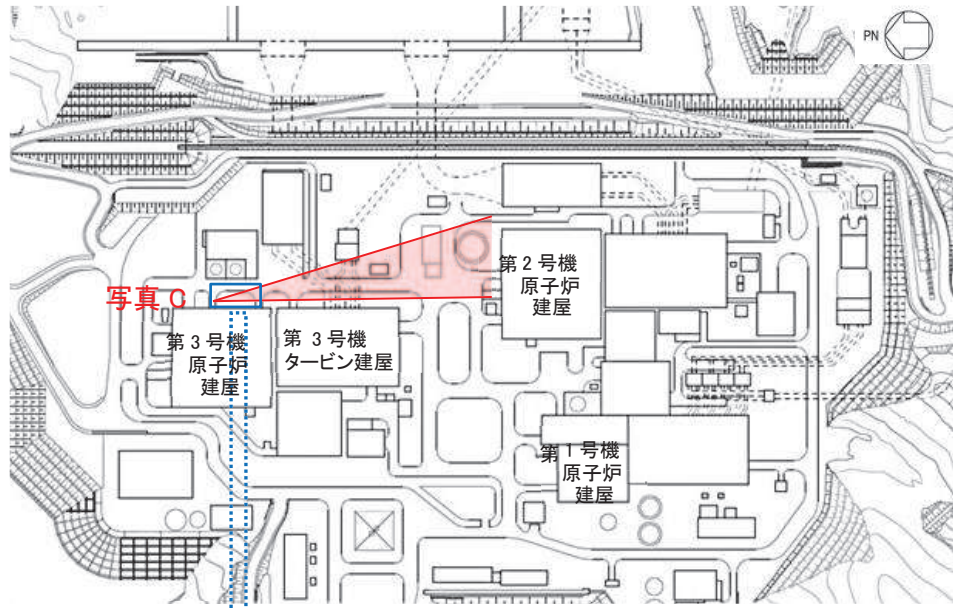 PN
写真 C
第２号機
原子炉
建屋
第３号機
原子炉
建屋
第 ３号機
タービン建屋
第１号機
原子炉
建屋